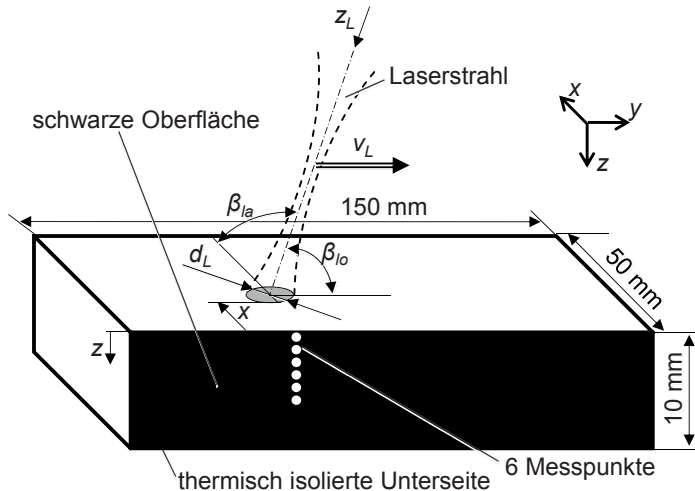 z_L
Laserstrahl
x
y
z
schwarze Oberfläche
v_L
β_la
150 mm
β_lo
d_L
50 mm
x
z
10 mm
6 Messpunkte
thermisch isolierte Unterseite